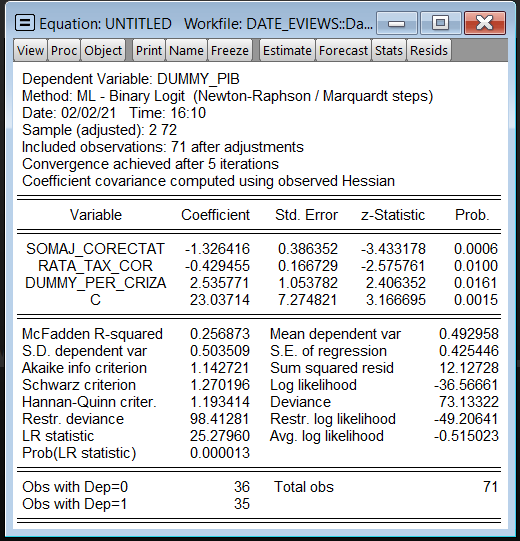 Equation: UNTITLED Workfile: DATE_EVIEWS::Da...
View Proc Object Print Name Freeze Estimate Forecast Stats Resids
Dependent Variable: DUMMY_PIB
Method: ML - Binary Logit (Newton-Raphson / Marquardt steps)
Date: 02/02/21 Time: 16:10
Sample (adjusted): 2 72
Included observations: 71 after adjustments
Convergence achieved after 5 iterations
Coefficient covariance computed using observed Hessian
Variable Coefficient Std. Error z-Statistic Prob.
SOMAJ_CORECTAT -1.326416 0.386352 -3.433178 0.0006
RATA_TAX_COR -0.429455 0.166729 -2.575761 0.0100
DUMMY_PER_CRIZA 2.535771 1.053782 2.406352 0.0161
C 23.03714 7.274821 3.166695 0.0015
McFadden R-squared 0.256873 Mean dependent var 0.492958
S.D. dependent var 0.503509 S.E. of regression 0.425446
Akaike info criterion 1.142721 Sum squared resid 12.12728
Schwarz criterion 1.270196 Log likelihood -36.56661
Hannan-Quinn criter. 1.193414 Deviance 73.13322
Restr. deviance 98.41281 Restr. log likelihood -49.20641
LR statistic 25.27960 Avg. log likelihood -0.515023
Prob(LR statistic) 0.000013
Obs with Dep=0 36 Total obs 71
Obs with Dep=1 35